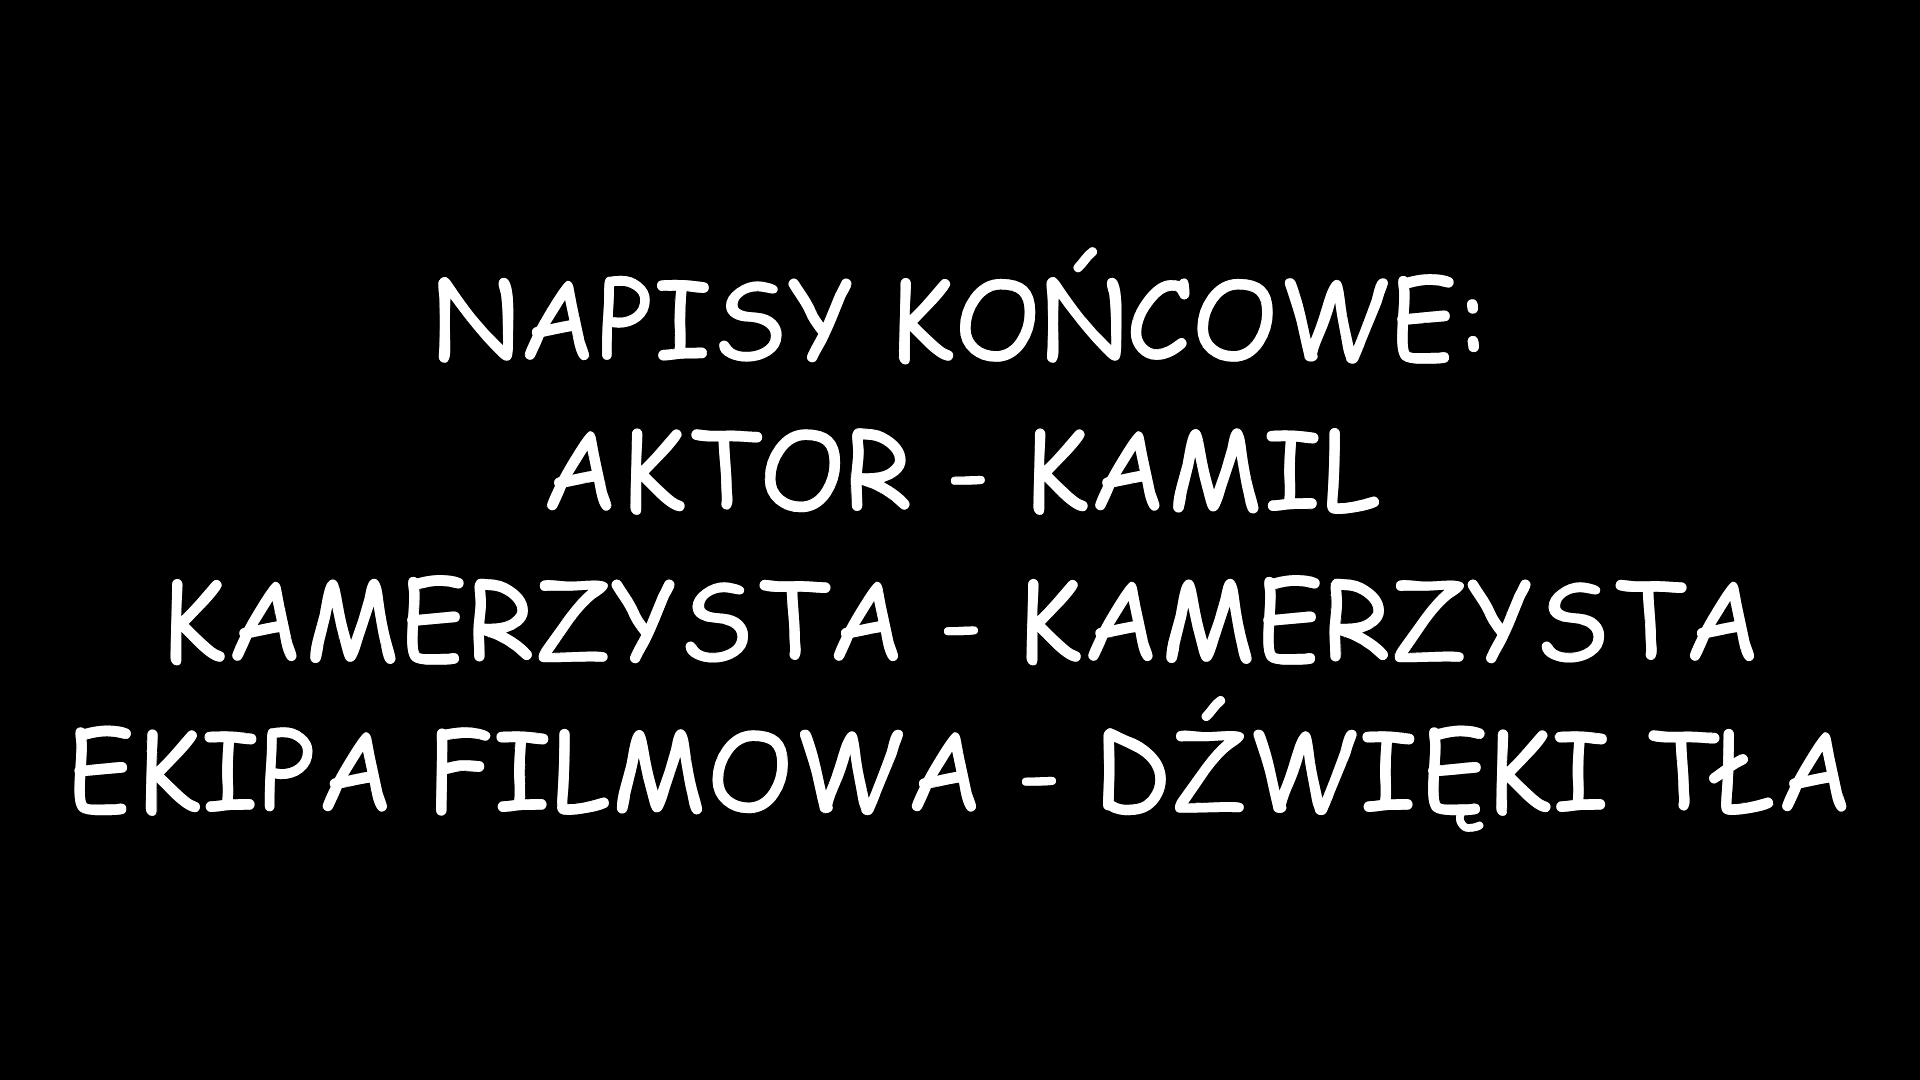 NAPISY KOŃCOWE:
AKTOR - KAMIL
KAMERZYSTA - KAMERZYSTA
EKIPA FILMOWA - DŹWIĘKI TŁA